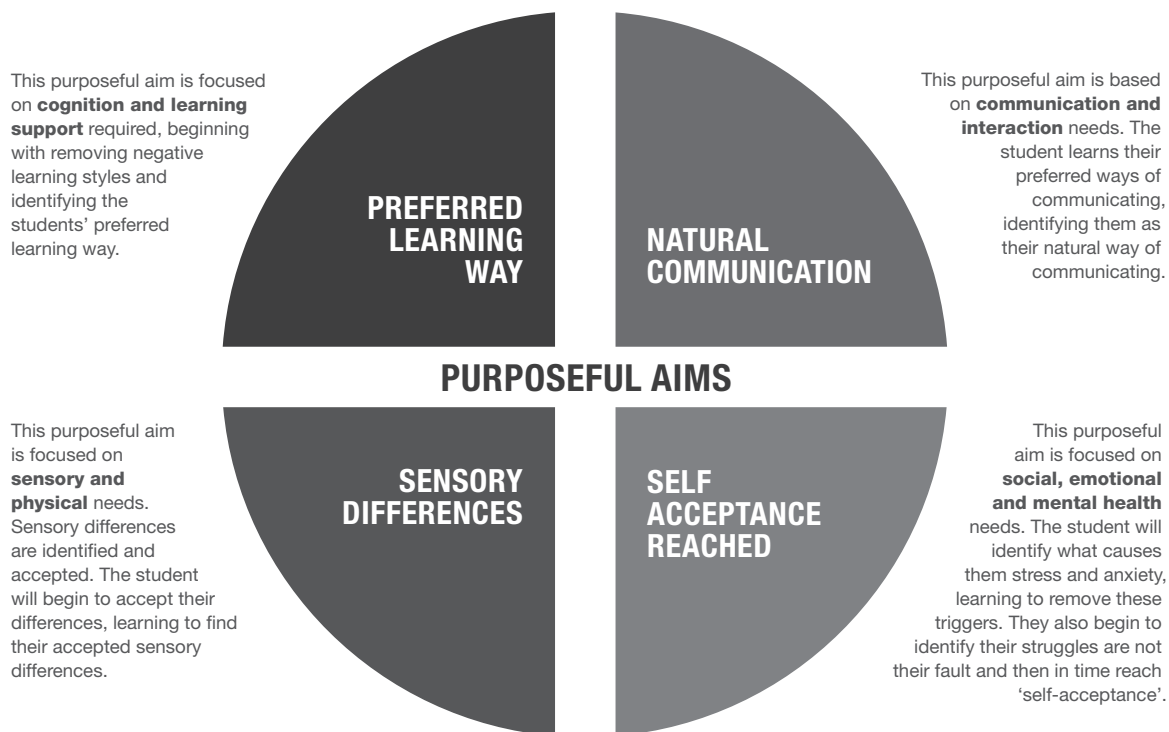 This purposeful aim is focused
on cognition and learning
support required, beginning
with removing negative
learning styles and
identifying the
students’ preferred
learning way.
PREFERRED
LEARNING
WAY
NATURAL
COMMUNICATION
This purposeful aim is based
on communication and
interaction needs. The
student learns their
preferred ways of
communicating,
identifying them as
their natural way of
communicating.
PURPOSEFUL AIMS
This purposeful aim
is focused on
sensory and
physical needs.
Sensory differences
are identified and
accepted. The student
will begin to accept their
differences, learning to find
their accepted sensory
differences.
SENSORY
DIFFERENCES
SELF
ACCEPTANCE
REACHED
This purposeful
aim is focused on
social, emotional
and mental health
needs. The student will
identify what causes
them stress and anxiety,
learning to remove these
triggers. They also begin to
identify their struggles are not
their fault and then in time reach
‘self-acceptance’.